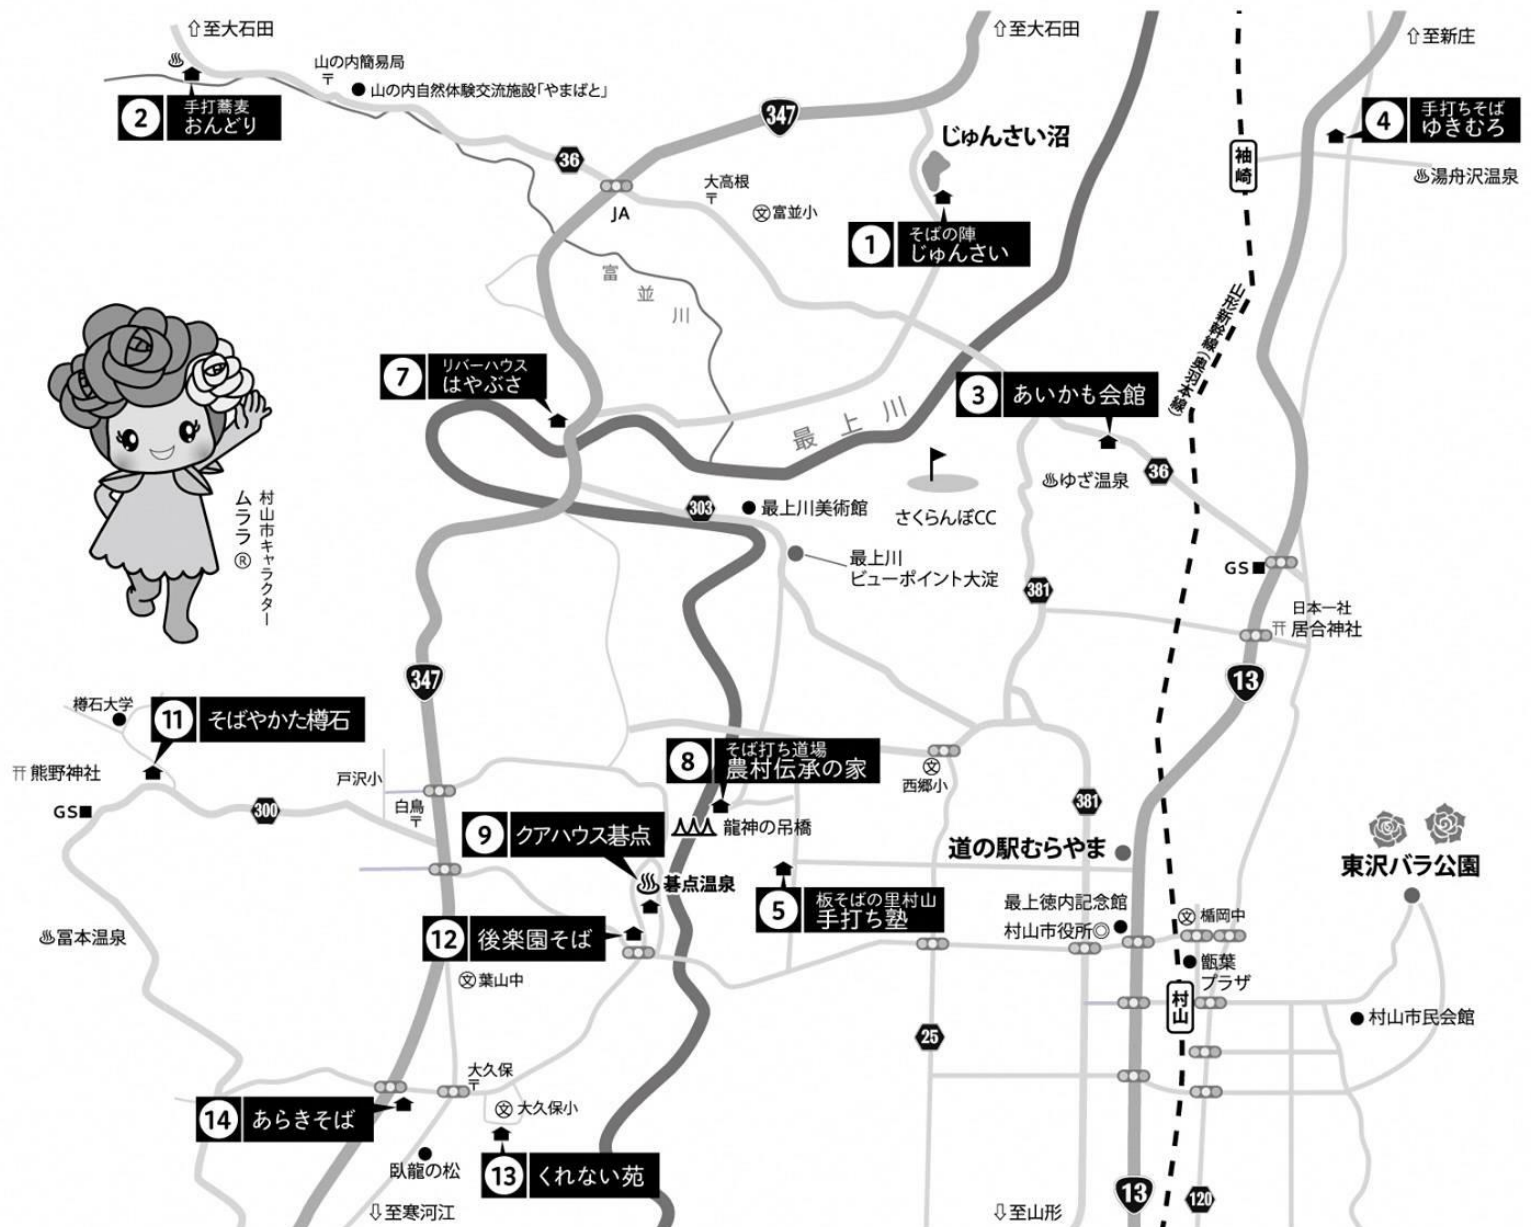 ⇧至大石田
⇧至大石田
⇧至新庄
山の内簡易局
〒
山の内自然体験交流施設「やまばと」
2
手打蕎麦
おんどり
347
36
JA
大高根
〒
文富並小
じゅんさい沼
1
そばの陣
じゅんさい
袖崎
4
手打ちそば
ゆきむろ
♨湯舟沢温泉
富並川
山形新幹線(奥羽本線)
7
リバーハウス
はやぶさ
最上川
3
あいかも会館
♨ゆざ温泉
36
303
最上川美術館
さくらんぼCC
最上川
ビューポイント大淀
GS
381
日本一社
居合神社
村山市キャラクター
ムララ®
347
13
樽石大学
11
そばやかた樽石
熊野神社
GS
300
戸沢小
白鳥
〒
8
そば打ち道場
農村伝承の家
文
西郷小
381
9
クアハウス碁点
龍神の吊橋
♨碁点温泉
道の駅むらやま
東沢バラ公園
5
板そばの里村山
手打ち塾
最上徳内記念館
村山市役所◎
文楯岡中
♨冨本温泉
12
後楽園そば
文葉山中
甑葉
プラザ
村山
村山市民会館
25
大久保
〒
14
あらきそば
文大久保小
臥龍の松
13
くれない苑
13
120
⇩至寒河江
⇩至山形